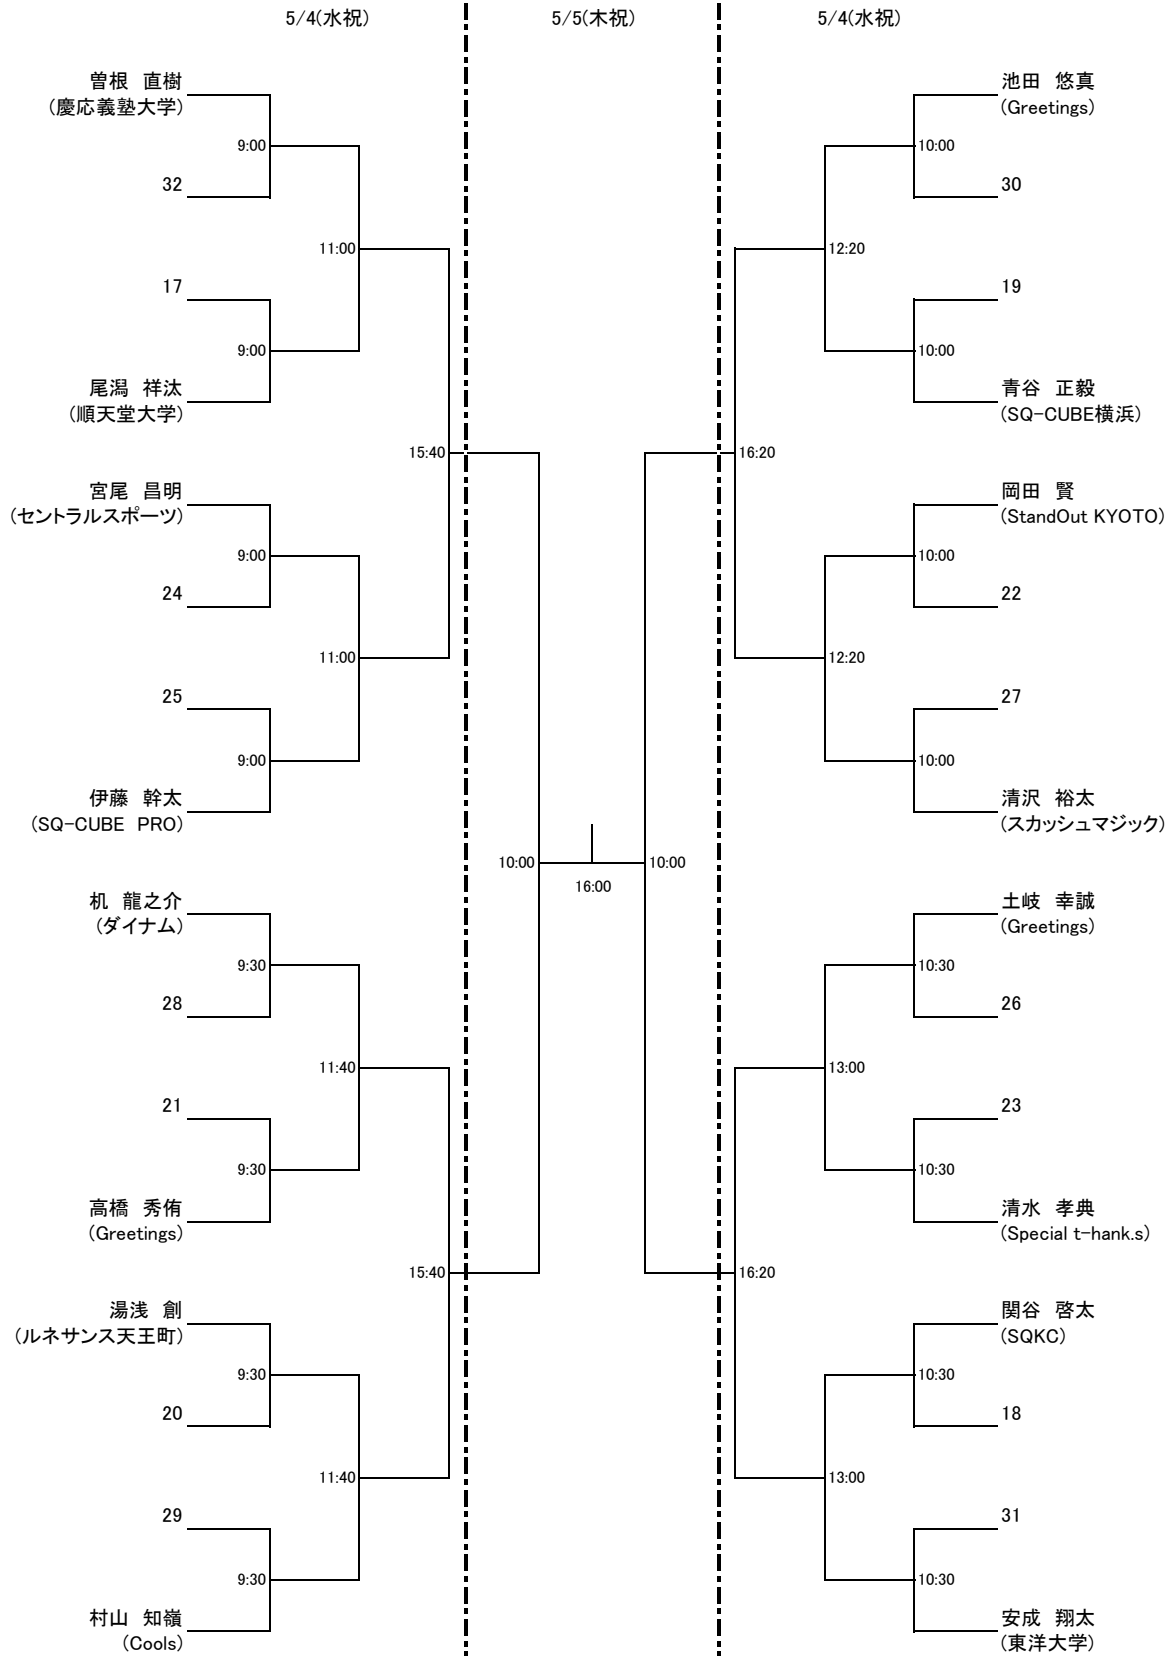 5/4(水祝)
5/5(木祝)
5/4(水祝)
曽根　直樹
(慶応義塾大学)
9:00
32
11:00
17
9:00
尾潟　祥汰
(順天堂大学)
15:40
宮尾　昌明
(セントラルスポーツ)
9:00
24
11:00
25
9:00
伊藤　幹太
(SQ-CUBE PRO)
10:00
机　龍之介
(ダイナム)
9:30
28
11:40
21
9:30
高橋　秀侑
(Greetings)
15:40
湯浅　創
(ルネサンス天王町)
9:30
20
11:40
29
9:30
村山　知嶺
(Cools)
16:00
池田　悠真
(Greetings)
10:00
30
12:20
19
10:00
青谷　正毅
(SQ-CUBE横浜)
16:20
岡田　賢
(StandOut KYOTO)
10:00
22
12:20
27
10:00
清沢　裕太
(スカッシュマジック)
10:00
土岐　幸誠
(Greetings)
10:30
26
13:00
23
10:30
清水　孝典
(Special t-hank.s)
16:20
関谷　啓太
(SQKC)
10:30
18
13:00
31
10:30
安成　翔太
(東洋大学)